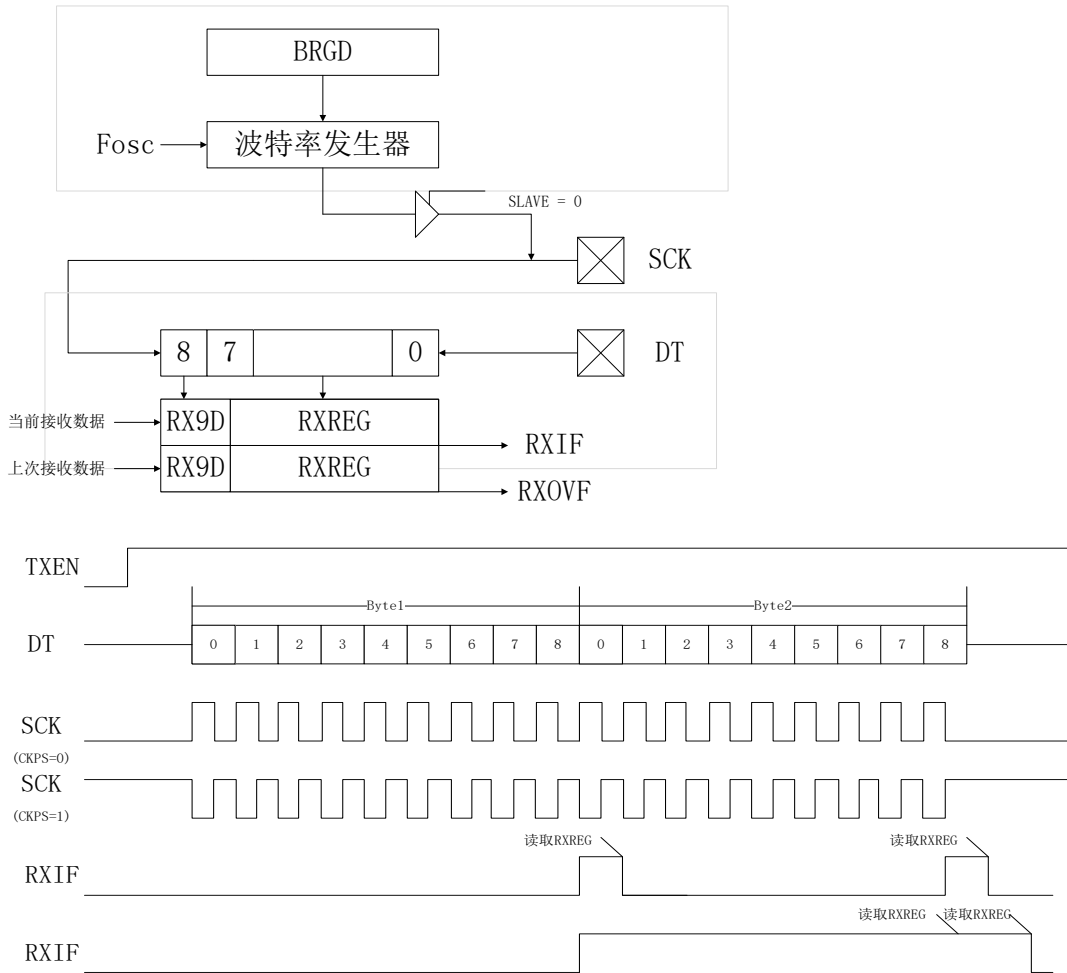 BRGD
Fosc
波特率发生器
SLAVE = 0
SCK
8 7 0
DT
当前接收数据
RX9D RXREG
RXIF
上次接收数据
RX9D RXREG
RXOVF
TXEN
Byte1 Byte2
DT
0 1 2 3 4 5 6 7 8 0 1 2 3 4 5 6 7 8
SCK
(CKPS=0)
SCK
(CKPS=1)
读取RXREG 读取RXREG
RXIF
读取RXREG 读取RXREG
RXIF